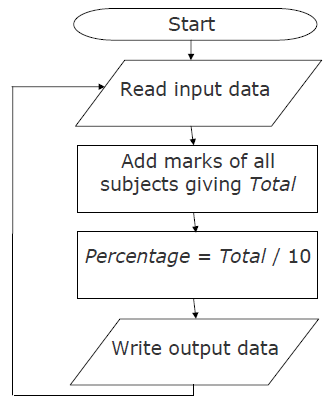 Start
Read input data
Add marks of all
subjects giving Total
Percentage = Total / 10
Write output data